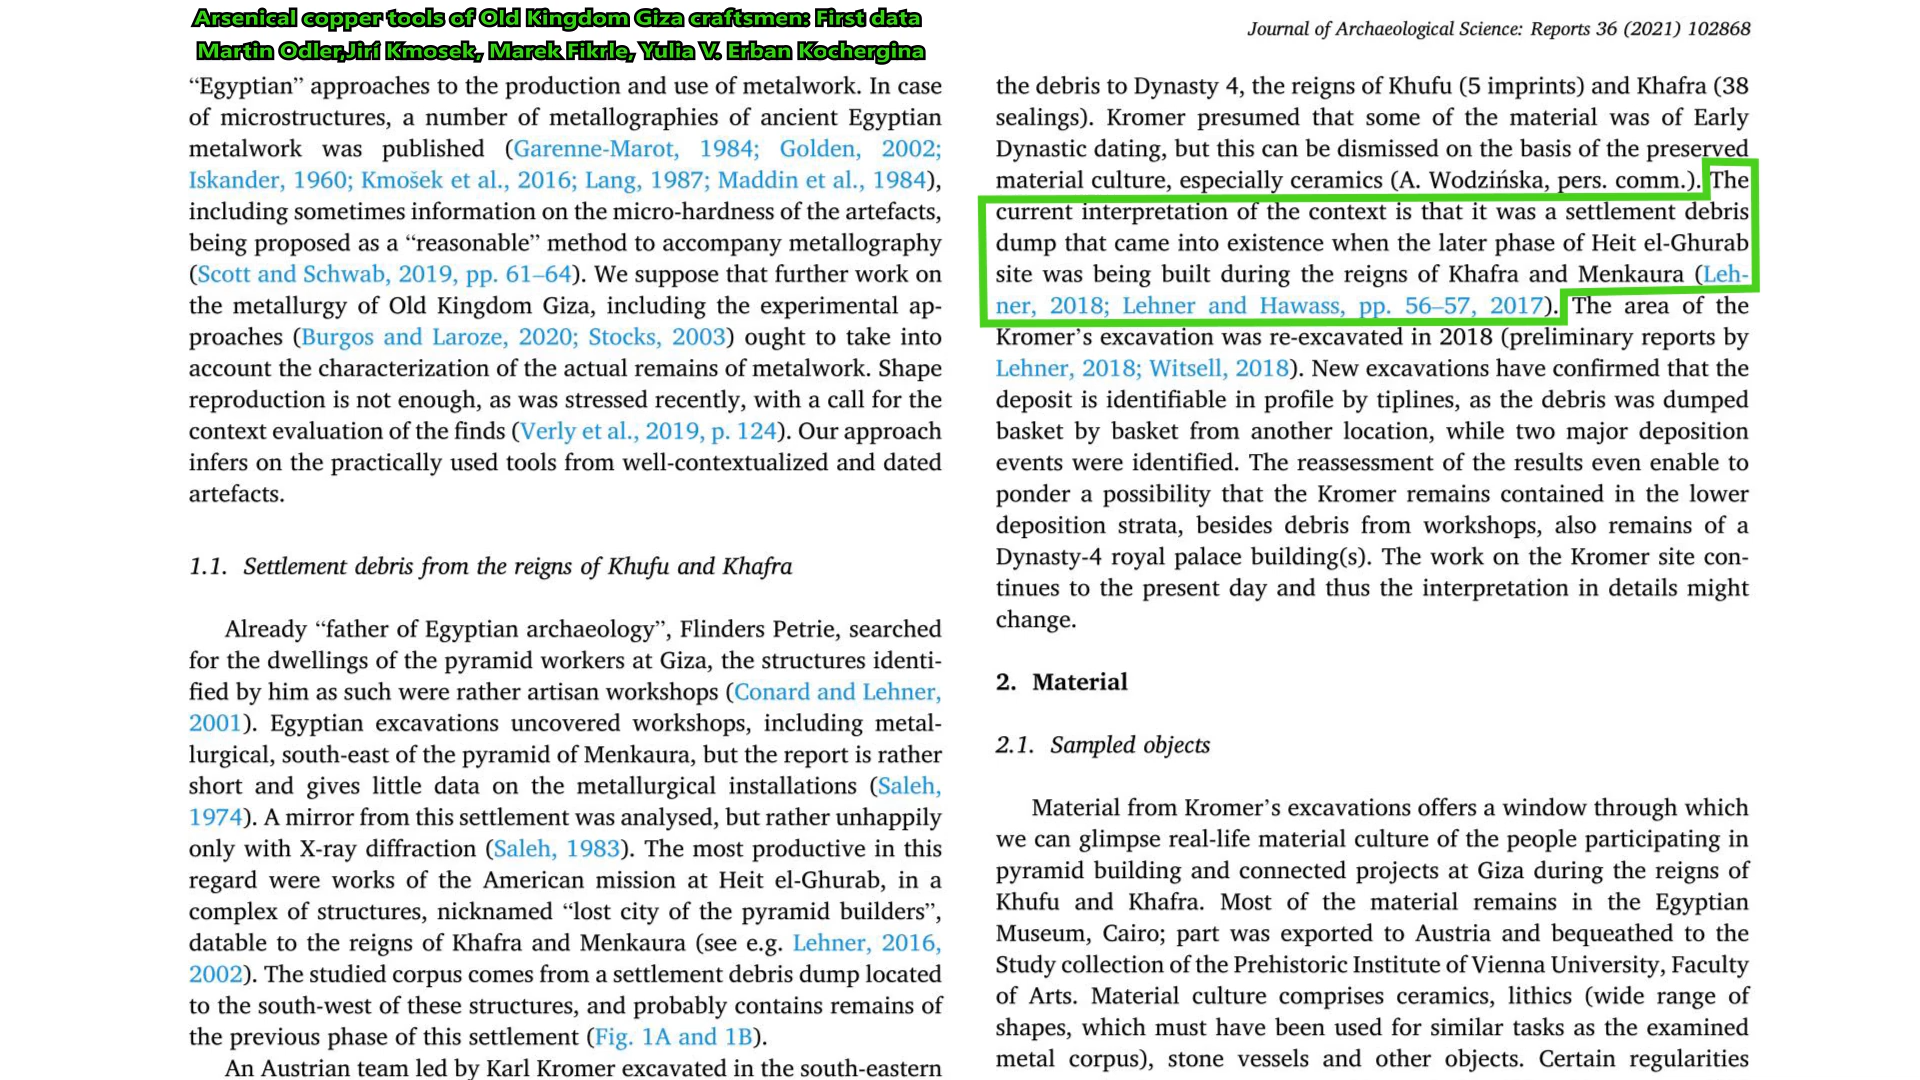 Arsenical copper tools of Old Kingdom Giza craftsmen: First data
Martin Odler,Jirí Kmosek, Marek Fikrle, Yulia V. Erban Kochergina
Journal of Archaeological Science: Reports 36 (2021) 102868
“Egyptian” approaches to the production and use of metalwork. In case
of microstructures, a number of metallographies of ancient Egyptian
metalwork was published (Garenne-Marot, 1984; Golden, 2002;
Iskander, 1960; Kmošek et al., 2016; Lang, 1987; Maddin et al., 1984),
including sometimes information on the micro-hardness of the artefacts,
being proposed as a “reasonable” method to accompany metallography
(Scott and Schwab, 2019, pp. 61–64). We suppose that further work on
the metallurgy of Old Kingdom Giza, including the experimental ap-
proaches (Burgos and Laroze, 2020; Stocks, 2003) ought to take into
account the characterization of the actual remains of metalwork. Shape
reproduction is not enough, as was stressed recently, with a call for the
context evaluation of the finds (Verly et al., 2019, p. 124). Our approach
infers on the practically used tools from well-contextualized and dated
artefacts.
1.1. Settlement debris from the reigns of Khufu and Khafra
Already “father of Egyptian archaeology”, Flinders Petrie, searched
for the dwellings of the pyramid workers at Giza, the structures identi-
fied by him as such were rather artisan workshops (Conard and Lehner,
2001). Egyptian excavations uncovered workshops, including metal-
lurgical, south-east of the pyramid of Menkaura, but the report is rather
short and gives little data on the metallurgical installations (Saleh,
1974). A mirror from this settlement was analysed, but rather unhappily
only with X-ray diffraction (Saleh, 1983). The most productive in this
regard were works of the American mission at Heit el-Ghurab, in a
complex of structures, nicknamed “lost city of the pyramid builders”,
datable to the reigns of Khafra and Menkaura (see e.g. Lehner, 2016,
2002). The studied corpus comes from a settlement debris dump located
to the south-west of these structures, and probably contains remains of
the previous phase of this settlement (Fig. 1A and 1B).
An Austrian team led by Karl Kromer excavated in the south-eastern
the debris to Dynasty 4, the reigns of Khufu (5 imprints) and Khafra (38
sealings). Kromer presumed that some of the material was of Early
Dynastic dating, but this can be dismissed on the basis of the preserved
material culture, especially ceramics (A. Wodzińska, pers. comm.). The
current interpretation of the context is that it was a settlement debris
dump that came into existence when the later phase of Heit el-Ghurab
site was being built during the reigns of Khafra and Menkaura (Leh-
ner, 2018; Lehner and Hawass, pp. 56–57, 2017). The area of the
Kromer’s excavation was re-excavated in 2018 (preliminary reports by
Lehner, 2018; Witsell, 2018). New excavations have confirmed that the
deposit is identifiable in profile by tiplines, as the debris was dumped
basket by basket from another location, while two major deposition
events were identified. The reassessment of the results even enable to
ponder a possibility that the Kromer remains contained in the lower
deposition strata, besides debris from workshops, also remains of a
Dynasty-4 royal palace building(s). The work on the Kromer site con-
tinues to the present day and thus the interpretation in details might
change.
2. Material
2.1. Sampled objects
Material from Kromer’s excavations offers a window through which
we can glimpse real-life material culture of the people participating in
pyramid building and connected projects at Giza during the reigns of
Khufu and Khafra. Most of the material remains in the Egyptian
Museum, Cairo; part was exported to Austria and bequeathed to the
Study collection of the Prehistoric Institute of Vienna University, Faculty
of Arts. Material culture comprises ceramics, lithics (wide range of
shapes, which must have been used for similar tasks as the examined
metal corpus), stone vessels and other objects. Certain regularities